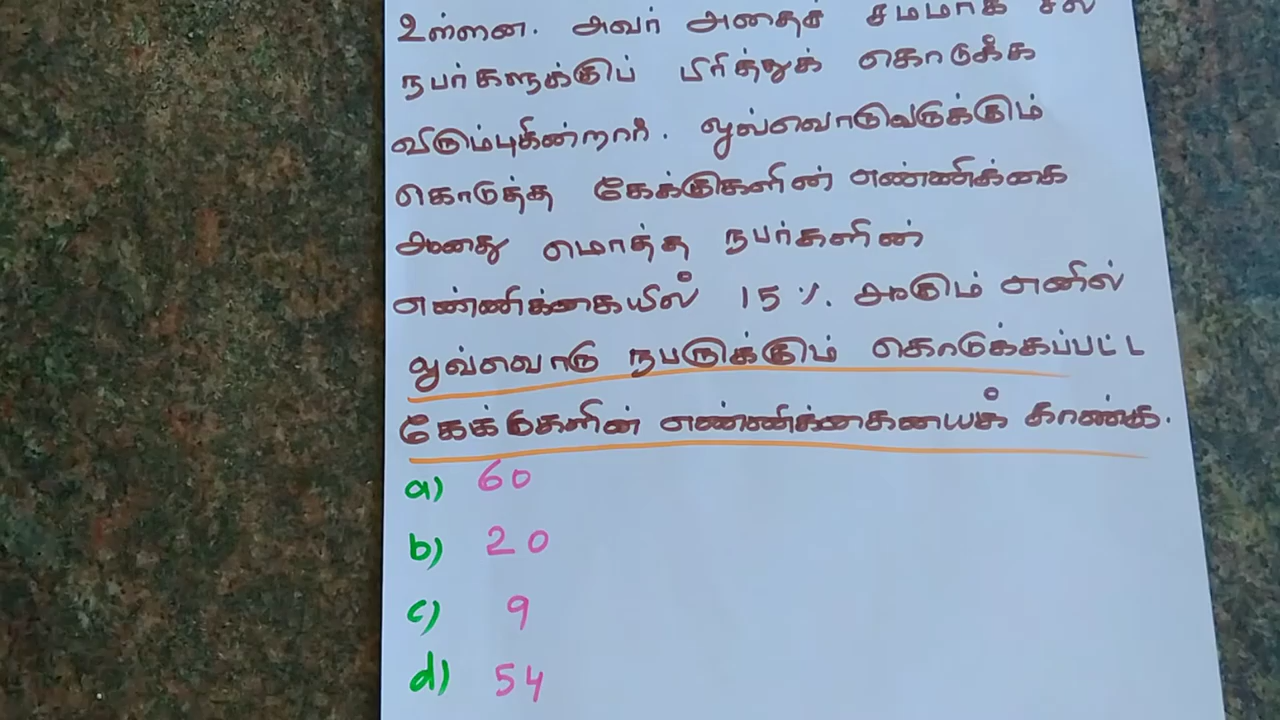 உள்ளன. அவர் அதைச் சமமாக சில
நபர்களுக்குப் பிரித்துக் கொடுக்க
விரும்புகின்றார். ஒவ்வொருவருக்கும்
கொடுத்த கேக்குகளின் எண்ணிக்கை
ஆனது மொத்த நபர்களின்
எண்ணிக்கையில் 15%. ஆகும் எனில்
ஒவ்வொரு நபருக்கும் கொடுக்கப்பட்ட
கேக்குகளின் எண்ணிக்கையைக் காண்க.
a) 60
b) 20
c) 9
d) 54